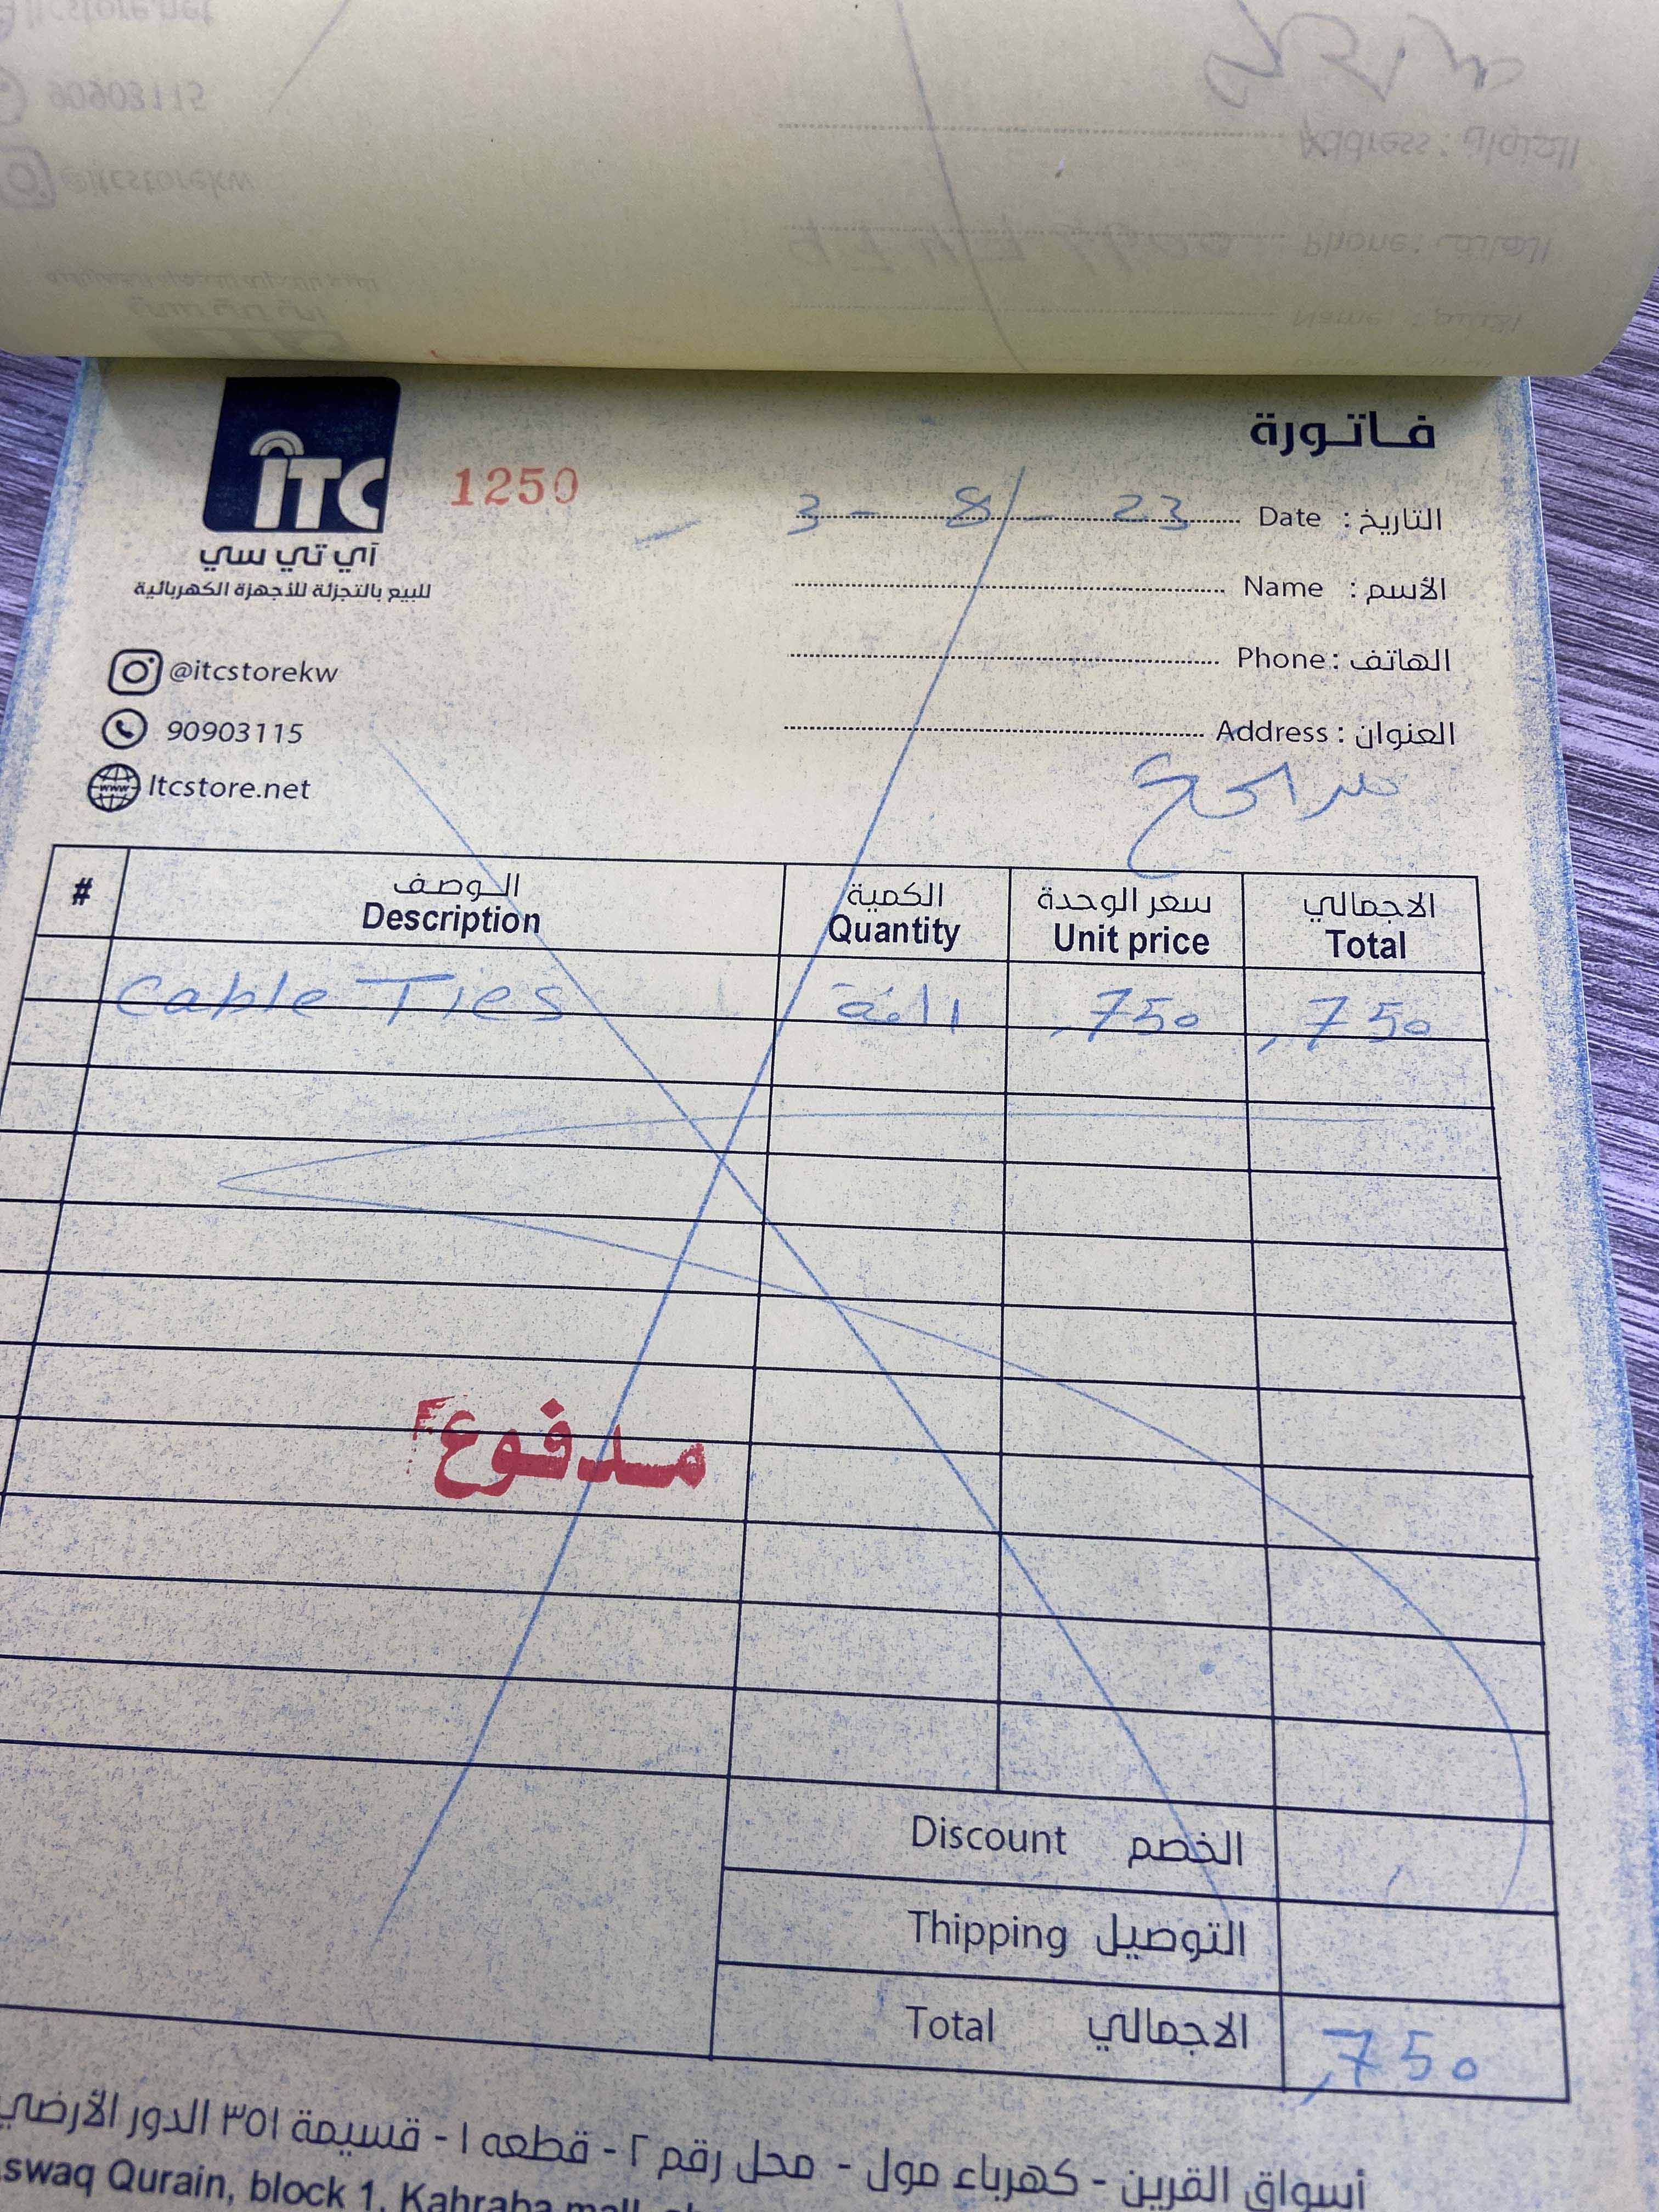 فاتورة
ITC
1250
آي تي سي
للبيع بالتجزئة للأجهزة الكهربائية
3 - 8 - 23 Date : التاريخ
Name : الأسم
Phone : الهاتف
Address : العنوان
@itcstorekw
90903115
www
Itcstore.net
# الوصف الكمية سعر الوحدة الاجمالي
Description Quantity Unit price Total
Cable Ties ,750 ,750
مدفوع
Discount الخصم
Thipping التوصيل
Total الاجمالي ,750
أسواق القرين - كهرباء مول - محل رقم ٢ - قطعه ١ - قسيمة ٣٥١ الدور الأرضي
swaq Qurain, block 1, Kahraba mall,